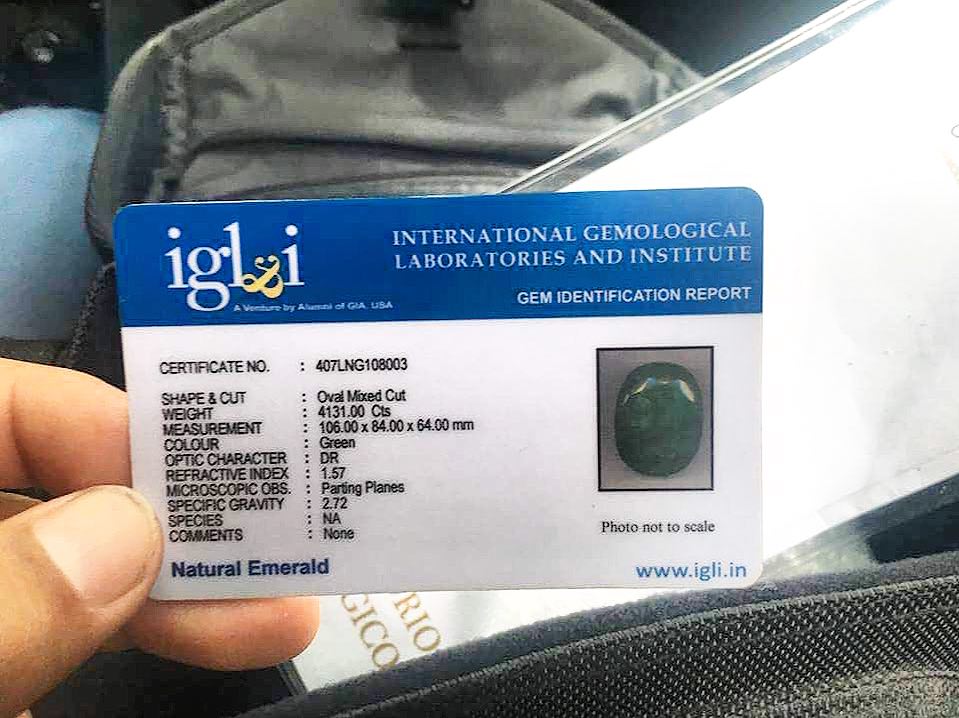 igl&i
A Venture by Alumni of GIA, USA
INTERNATIONAL GEMOLOGICAL
LABORATORIES AND INSTITUTE
GEM IDENTIFICATION REPORT
CERTIFICATE NO. : 407LNG108003
SHAPE & CUT : Oval Mixed Cut
WEIGHT : 4131.00 Cts
MEASUREMENT : 106.00 x 84.00 x 64.00 mm
COLOUR : Green
OPTIC CHARACTER : DR
REFRACTIVE INDEX : 1.57
MICROSCOPIC OBS. : Parting Planes
SPECIFIC GRAVITY : 2.72
SPECIES : NA
COMMENTS : None
Photo not to scale
Natural Emerald
www.igli.in
RIO
GICO